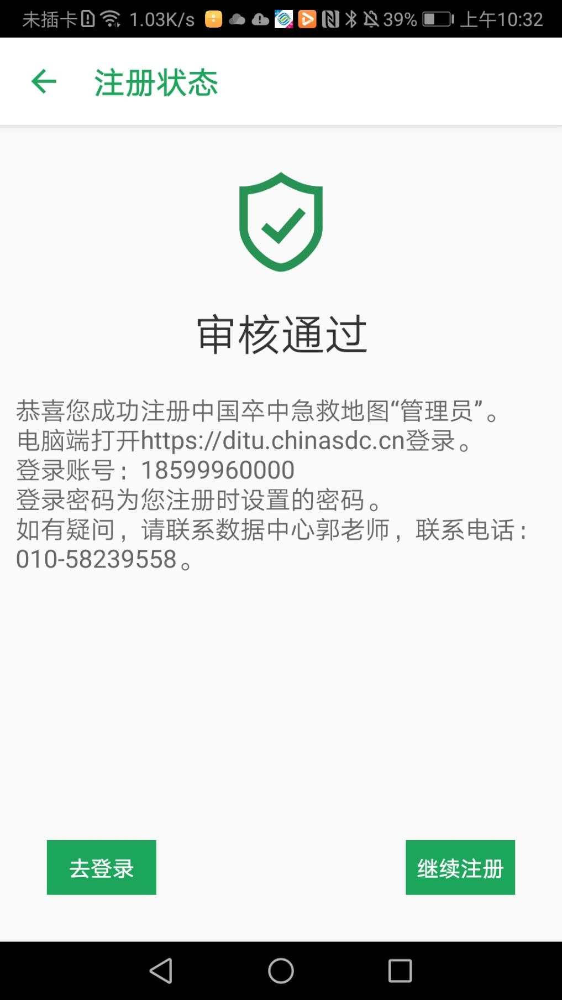 未插卡 1.03K/s 39% 上午10:32
注册状态
审核通过
恭喜您成功注册中国卒中急救地图“管理员”。
电脑端打开https://ditu.chinasdc.cn登录。
登录账号：18599960000
登录密码为您注册时设置的密码。
如有疑问，请联系数据中心郭老师，联系电话：
010-58239558。
去登录
继续注册